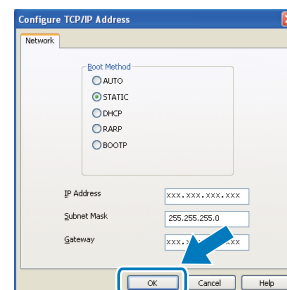 Configure TCP/IP Address
Network
Boot Method
AUTO
STATIC
DHCP
RARP
BOOTP
IP Address
xxx.xxx.xxx.xxx
Subnet Mask
255.255.255.0
Gateway
OK
Cancel
Help